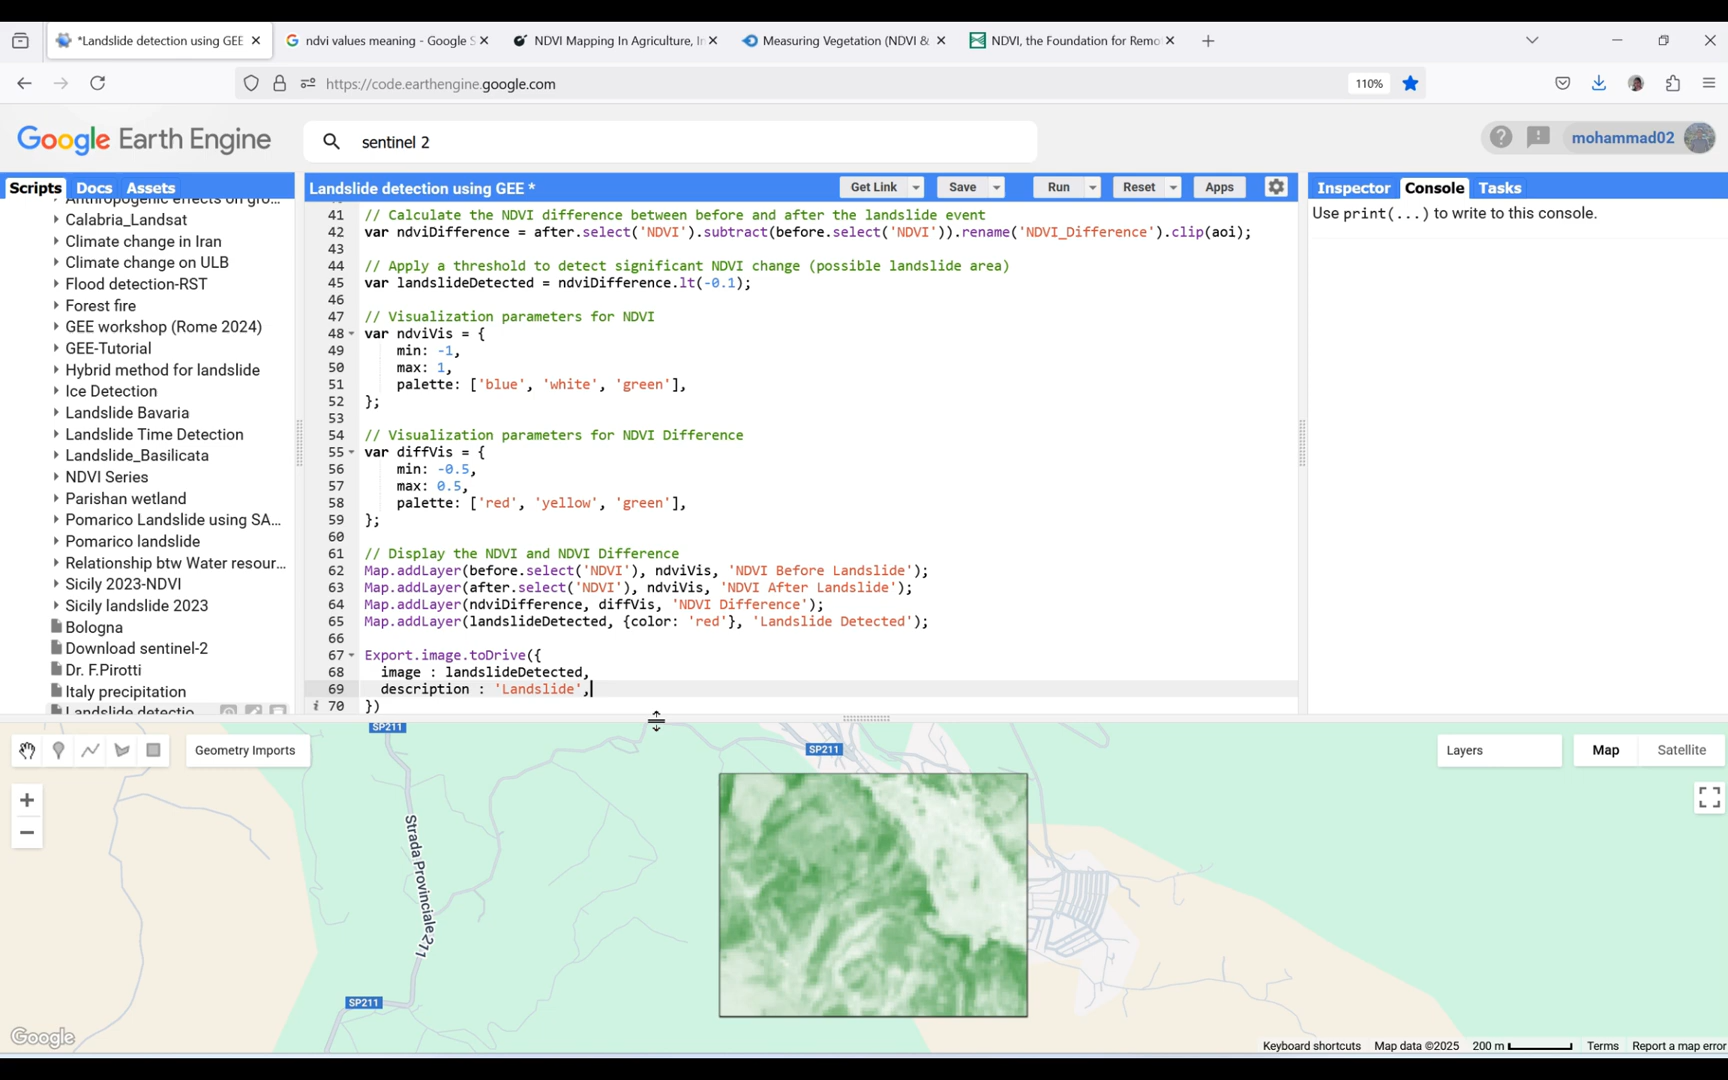 *Landslide detection using GEE
ndvi values meaning - Google S
NDVI Mapping In Agriculture, I
Measuring Vegetation (NDVI &
NDVI, the Foundation for Remo
https://code.earthengine.google.com
110%
Google Earth Engine
sentinel 2
mohammad02
Scripts Docs Assets
Anthropogenic effects on gro...
Calabria_Landsat
Climate change in Iran
Climate change on ULB
Flood detection-RST
Forest fire
GEE workshop (Rome 2024)
GEE-Tutorial
Hybrid method for landslide
Ice Detection
Landslide Bavaria
Landslide Time Detection
Landslide_Basilicata
NDVI Series
Parishan wetland
Pomarico Landslide using SA...
Pomarico landslide
Relationship btw Water resour...
Sicily 2023-NDVI
Sicily landslide 2023
Bologna
Download sentinel-2
Dr. F.Pirotti
Italy precipitation
Landslide detectio
Landslide detection using GEE *
Get Link Save Run Reset Apps
41 // Calculate the NDVI difference between before and after the landslide event
42 var ndviDifference = after.select('NDVI').subtract(before.select('NDVI')).rename('NDVI_Difference').clip(aoi);
43
44 // Apply a threshold to detect significant NDVI change (possible landslide area)
45 var landslideDetected = ndviDifference.lt(-0.1);
46
47 // Visualization parameters for NDVI
48 var ndviVis = {
49 min: -1,
50 max: 1,
51 palette: ['blue', 'white', 'green'],
52 };
53
54 // Visualization parameters for NDVI Difference
55 var diffVis = {
56 min: -0.5,
57 max: 0.5,
58 palette: ['red', 'yellow', 'green'],
59 };
60
61 // Display the NDVI and NDVI Difference
62 Map.addLayer(before.select('NDVI'), ndviVis, 'NDVI Before Landslide');
63 Map.addLayer(after.select('NDVI'), ndviVis, 'NDVI After Landslide');
64 Map.addLayer(ndviDifference, diffVis, 'NDVI Difference');
65 Map.addLayer(landslideDetected, {color: 'red'}, 'Landslide Detected');
66
67 Export.image.toDrive({
68 image : landslideDetected,
69 description : 'Landslide',
i 70 })
Inspector Console Tasks
Use print(...) to write to this console.
Geometry Imports
Layers
Map Satellite
SP211
SP211
Strada Provinciale 211
SP211
Google
Keyboard shortcuts Map data ©2025 200 m Terms Report a map error